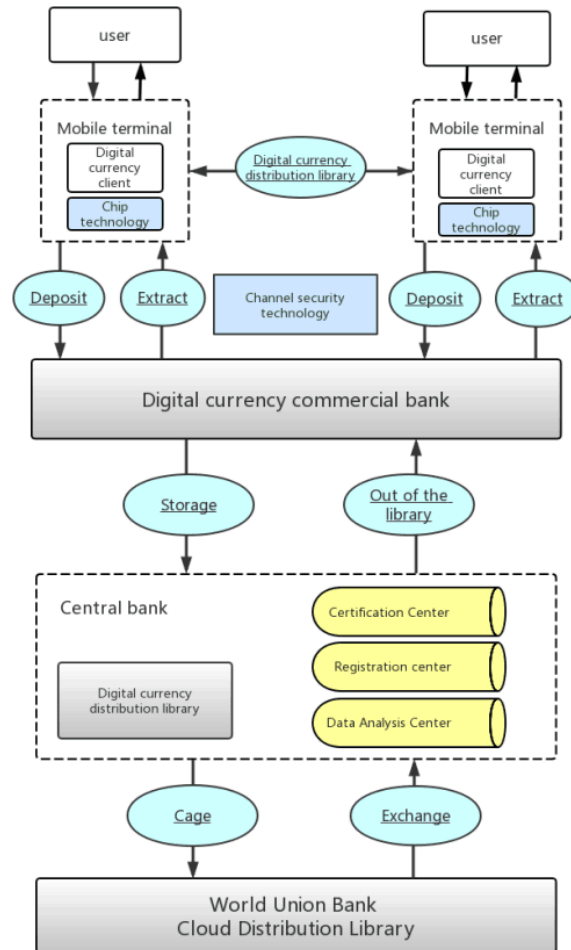 user
user
Mobile terminal
Digital
currency
client
Chip
technology
Digital currency
distribution library
Mobile terminal
Digital
currency
client
Chip
technology
Deposit
Extract
Channel security
technology
Deposit
Extract
Digital currency commercial bank
Storage
Out of the
library
Central bank
Certification Center
Registration center
Data Analysis Center
Digital currency
distribution library
Cage
Exchange
World Union Bank
Cloud Distribution Library